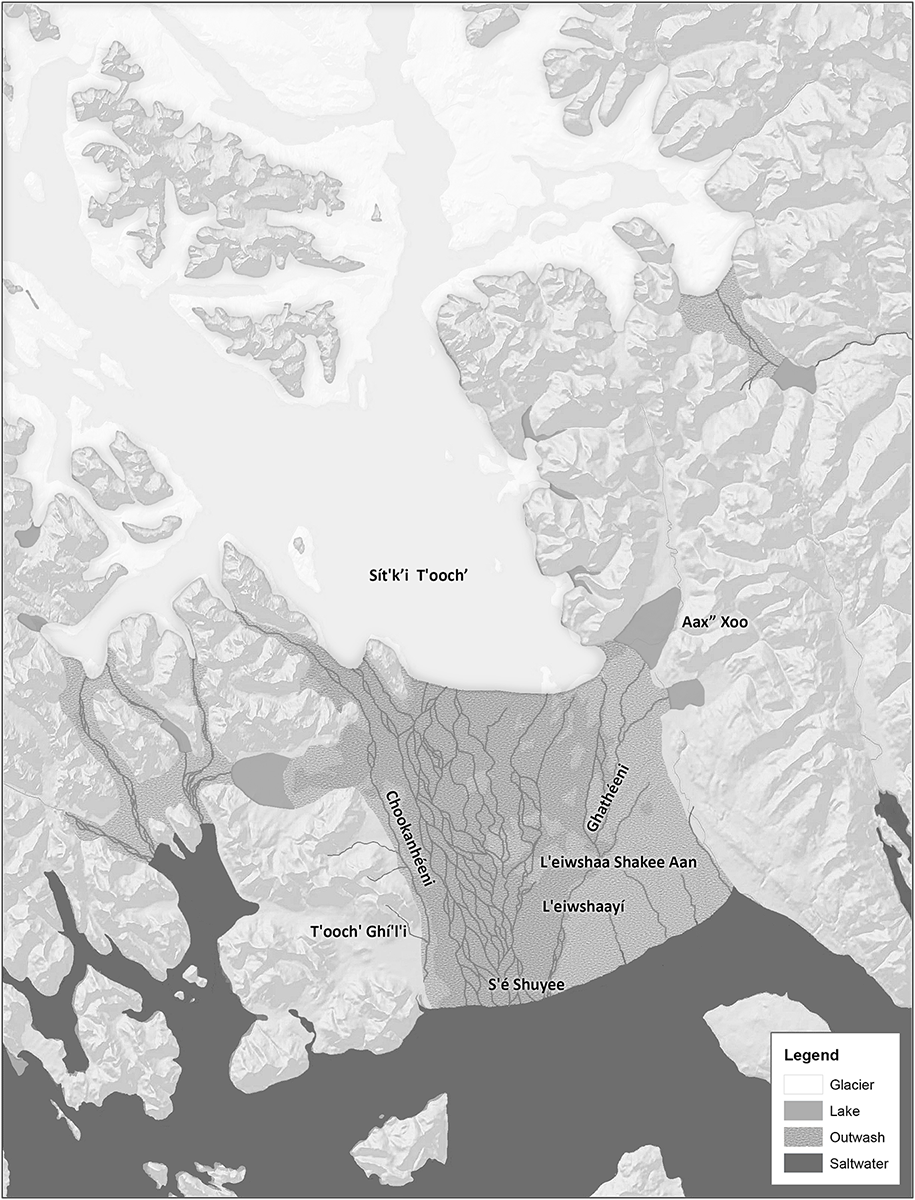 Sít'k’i T'ooch’
Aax” Xoo
Chookanhéeni
Ghathéeni
L'eiwshaa Shakee Aan
L'eiwshaayí
T'ooch' Ghí'l'i
S'é Shuyee
Legend
Glacier
Lake
Outwash
Saltwater